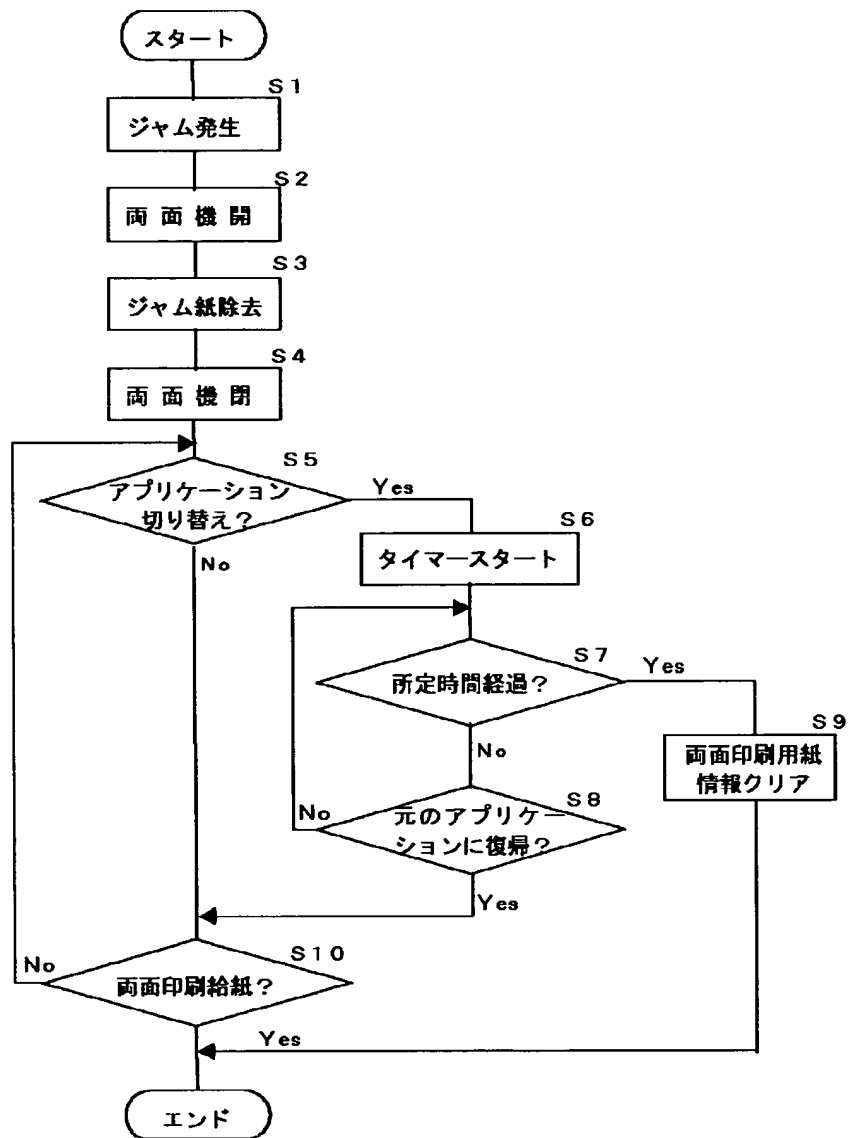 スタート
S1
ジャム発生
S2
両面機開
S3
ジャム紙除去
S4
両面機閉
S5
アプリケーション
切り替え?
Yes
No
S6
タイマースタート
S7
所定時間経過?
Yes
No
S8
元のアプリケー
ションに復帰?
No
Yes
S9
両面印刷用紙
情報クリア
S10
両面印刷給紙?
No
Yes
エンド